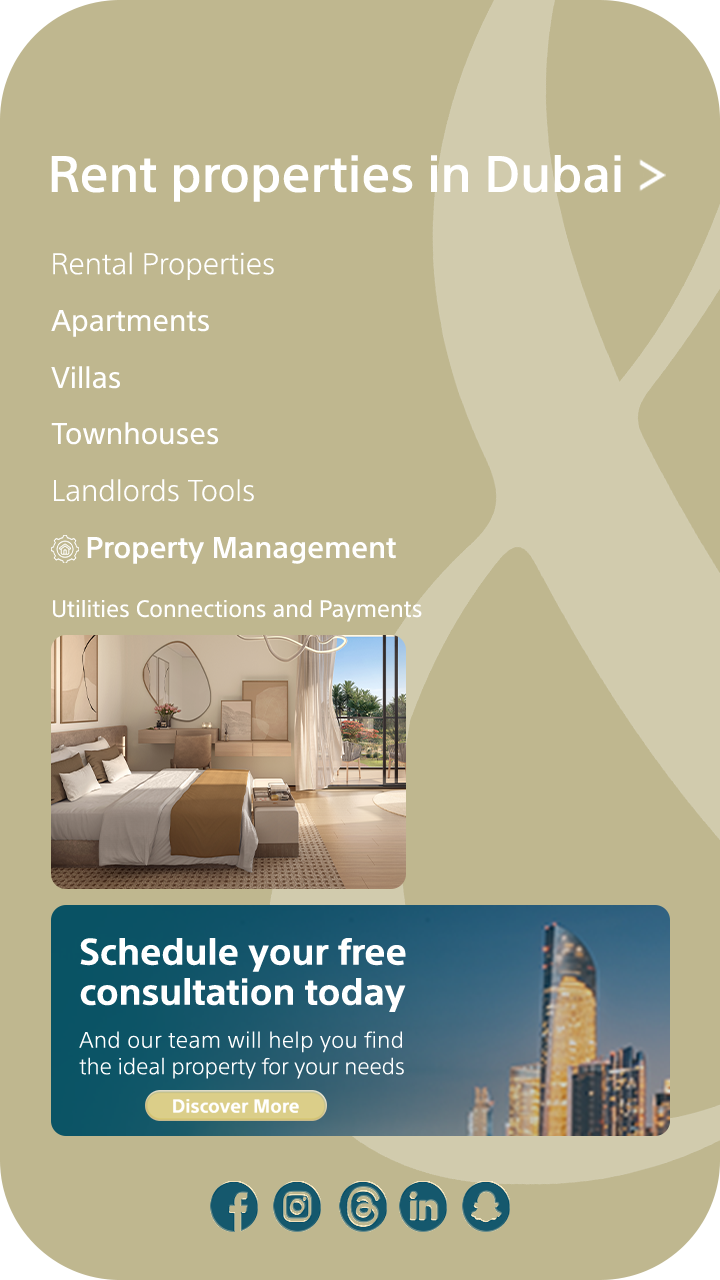 Rent properties in Dubai >
Rental Properties
Apartments
Villas
Townhouses
Landlords Tools
Property Management
Utilities Connections and Payments
Schedule your free
consultation today
And our team will help you find
the ideal property for your needs
Discover More